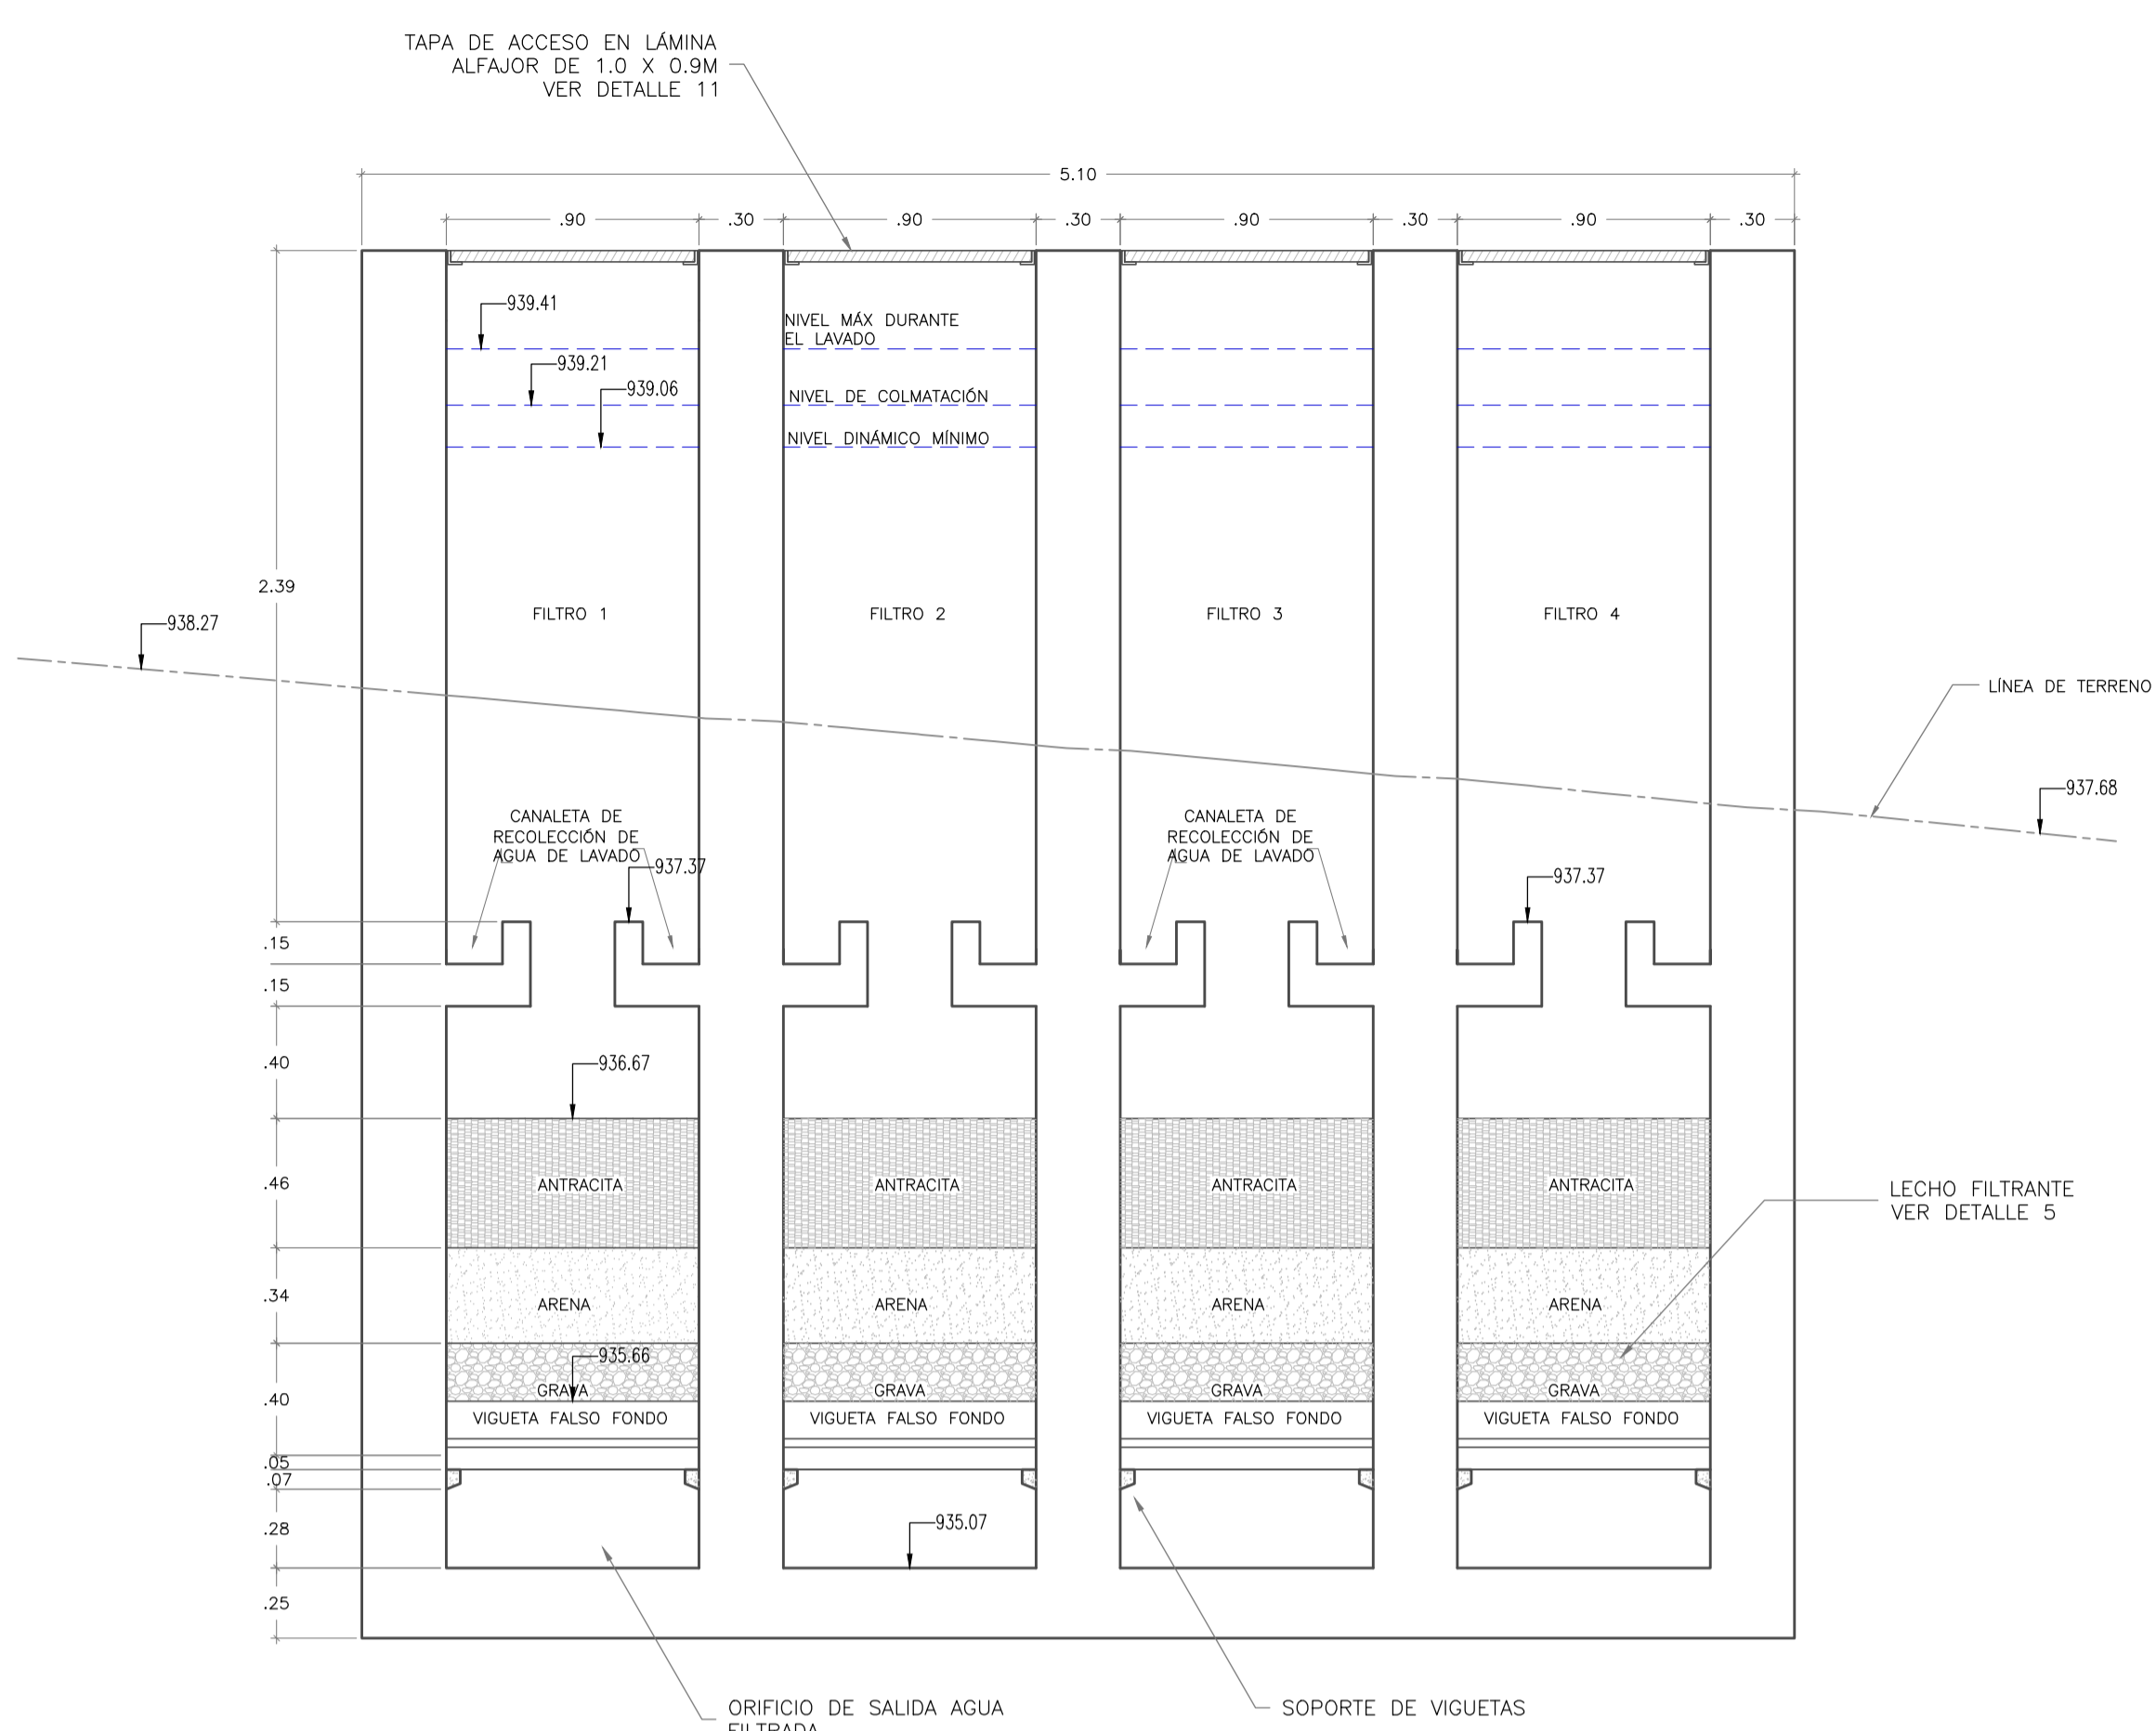 TAPA DE ACCESO EN LÁMINA
ALFAJOR DE 1.0 X 0.9M
VER DETALLE 11
5.10
.90
.30
.90
.30
.90
.30
.90
.30
939.41
NIVEL MÁX DURANTE
EL LAVADO
939.21
939.06
NIVEL DE COLMATACIÓN
NIVEL DINÁMICO MÍNIMO
2.39
FILTRO 1
FILTRO 2
FILTRO 3
FILTRO 4
938.27
LÍNEA DE TERRENO
937.68
CANALETA DE
RECOLECCIÓN DE
AGUA DE LAVADO
937.37
CANALETA DE
RECOLECCIÓN DE
AGUA DE LAVADO
937.37
.15
.15
.40
936.67
.46
ANTRACITA
ANTRACITA
ANTRACITA
ANTRACITA
LECHO FILTRANTE
VER DETALLE 5
.34
ARENA
ARENA
ARENA
ARENA
935.66
.40
GRAVA
GRAVA
GRAVA
GRAVA
VIGUETA FALSO FONDO
VIGUETA FALSO FONDO
VIGUETA FALSO FONDO
VIGUETA FALSO FONDO
.05
.07
.28
935.07
.25
ORIFICIO DE SALIDA AGUA
FILTRADA
SOPORTE DE VIGUETAS